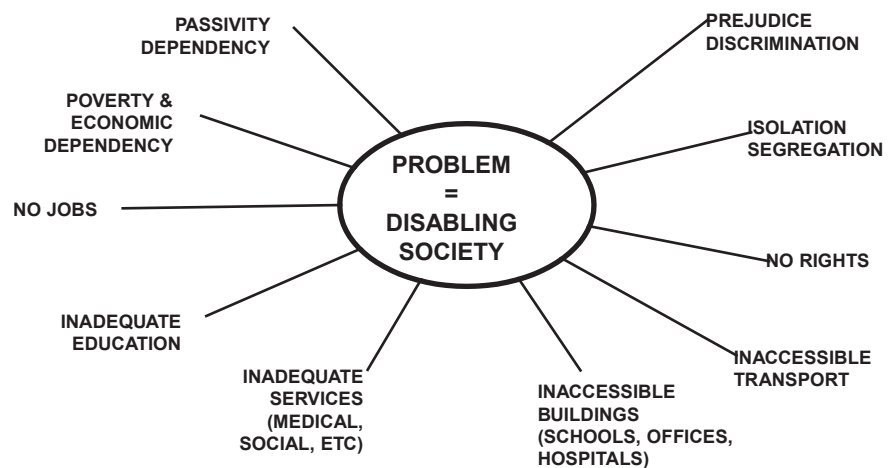 PASSIVITY
DEPENDENCY
PREJUDICE
DISCRIMINATION
POVERTY &
ECONOMIC
DEPENDENCY
ISOLATION
SEGREGATION
PROBLEM
=
DISABLING
SOCIETY
NO JOBS
NO RIGHTS
INADEQUATE
EDUCATION
INACCESSIBLE
TRANSPORT
INADEQUATE
SERVICES
(MEDICAL,
SOCIAL, ETC)
INACCESSIBLE
BUILDINGS
(SCHOOLS, OFFICES,
HOSPITALS)